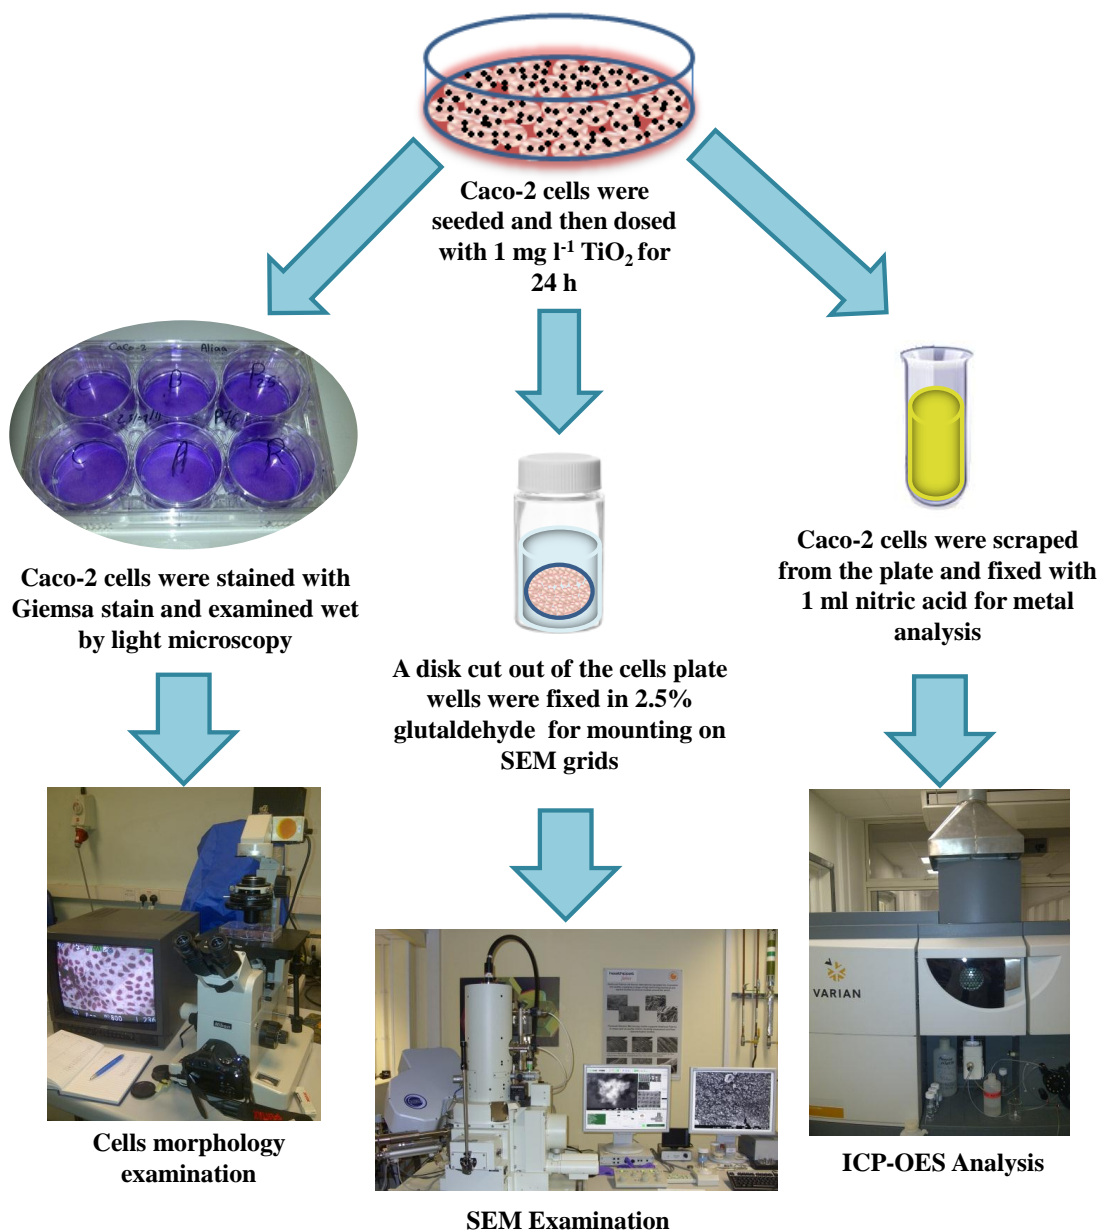 Caco-2 cells were
seeded and then dosed
with 1 mg l⁻¹ TiO₂ for
24 h
CaCo-2
Aliaa
C
B
P25
C
A
R
Caco-2 cells were stained with
Giemsa stain and examined wet
by light microscopy
A disk cut out of the cells plate
wells were fixed in 2.5%
glutaldehyde for mounting on
SEM grids
Caco-2 cells were scraped
from the plate and fixed with
1 ml nitric acid for metal
analysis
Nikon
VARIAN
Cells morphology
examination
SEM Examination
ICP-OES Analysis